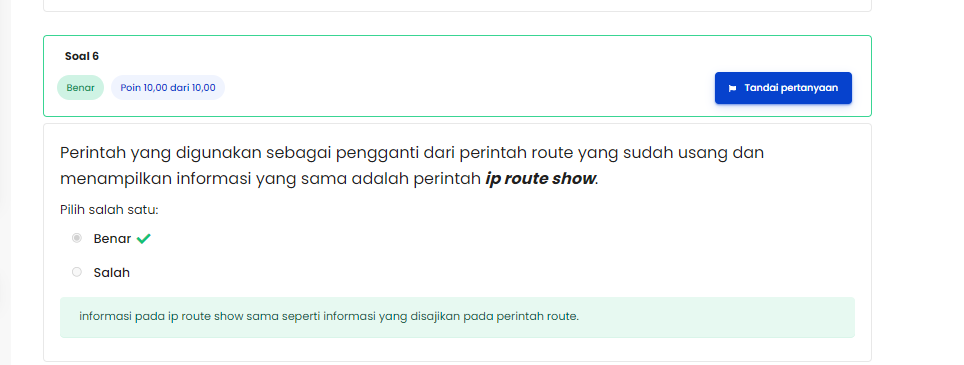 Soal 6
Benar
Poin 10,00 dari 10,00
Tandai pertanyaan
Perintah yang digunakan sebagai pengganti dari perintah route yang sudah usang dan
menampilkan informasi yang sama adalah perintah ip route show.
Pilih salah satu:
Benar
Salah
informasi pada ip route show sama seperti informasi yang disajikan pada perintah route.